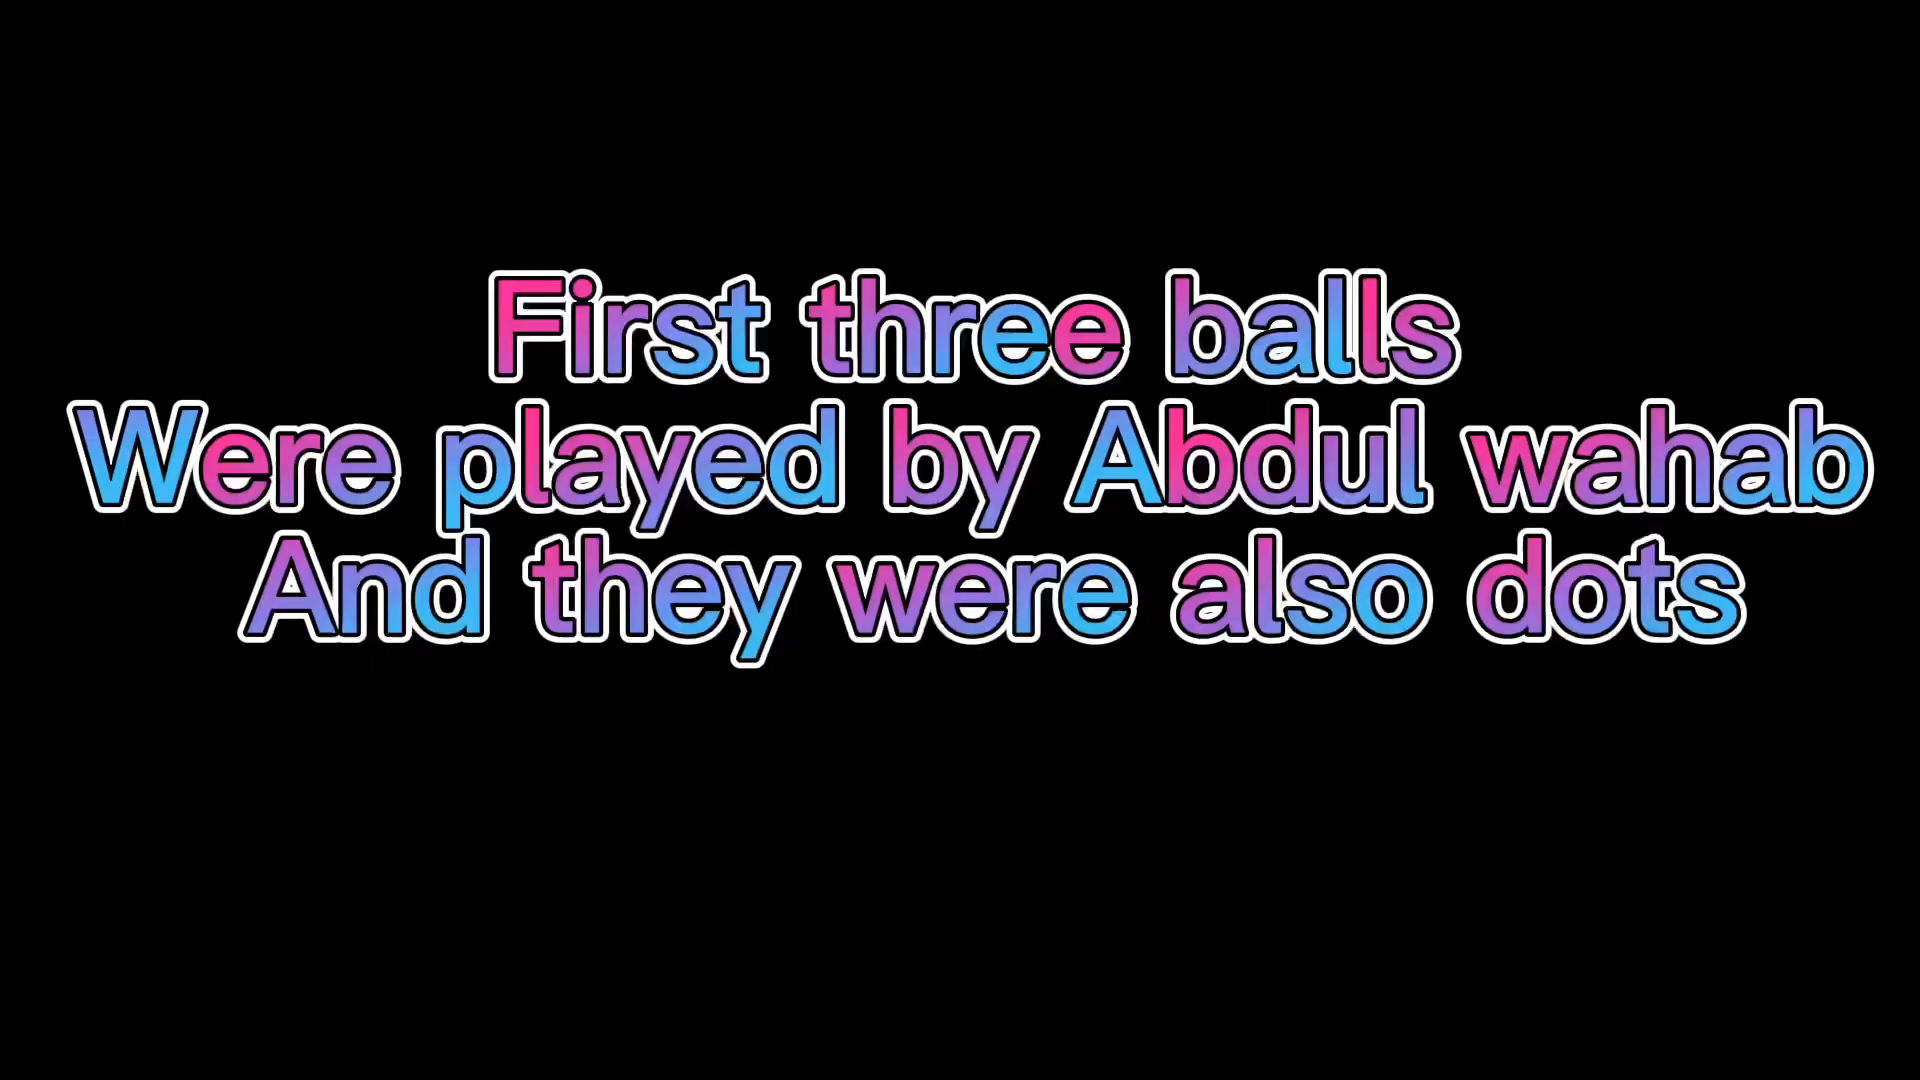 First three balls
Were played by Abdul wahab
And they were also dots